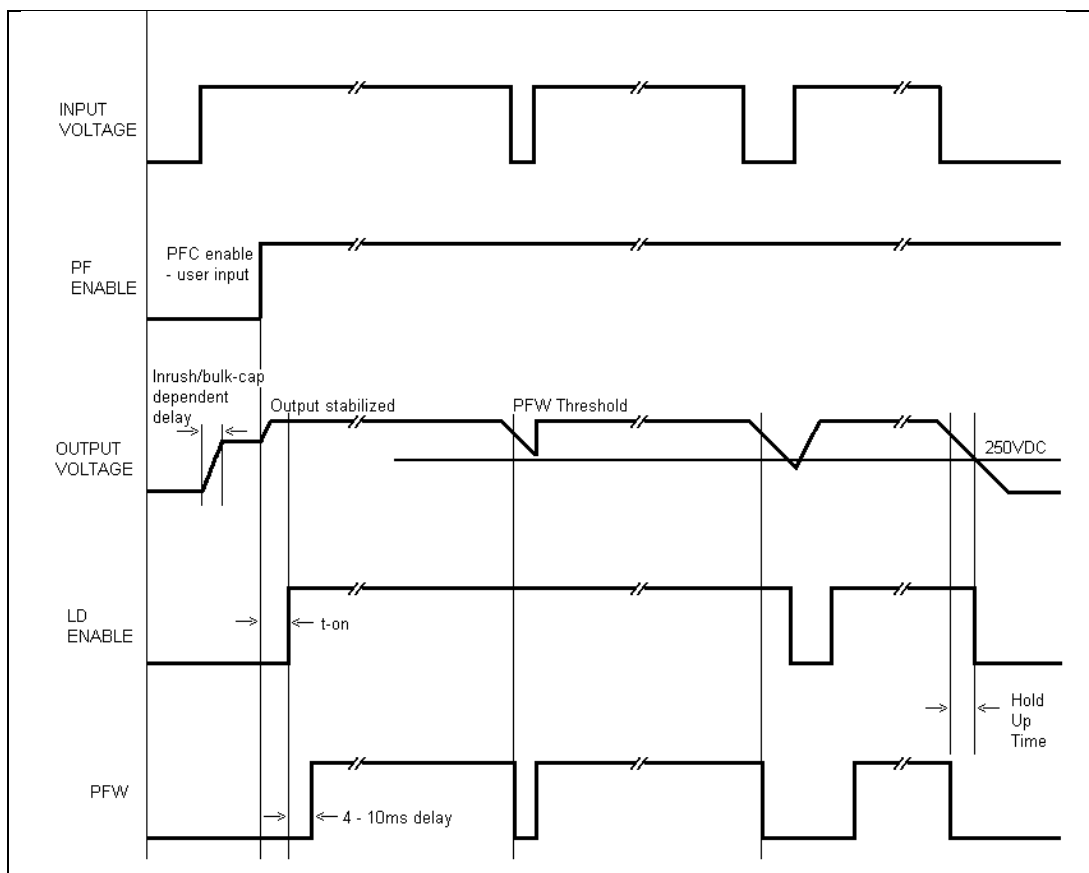 INPUT
VOLTAGE
PF
ENABLE
PFC enable
- user input
Inrush/bulk-cap
dependent
delay
Output stabilized
PFW Threshold
OUTPUT
VOLTAGE
250VDC
LD
ENABLE
t-on
Hold
Up
Time
PFW
4 - 10ms delay